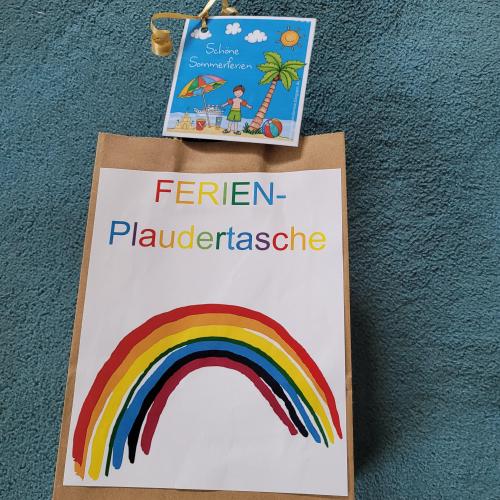 Schöne
Sommerferien
FERIEN-
Plaudertasche